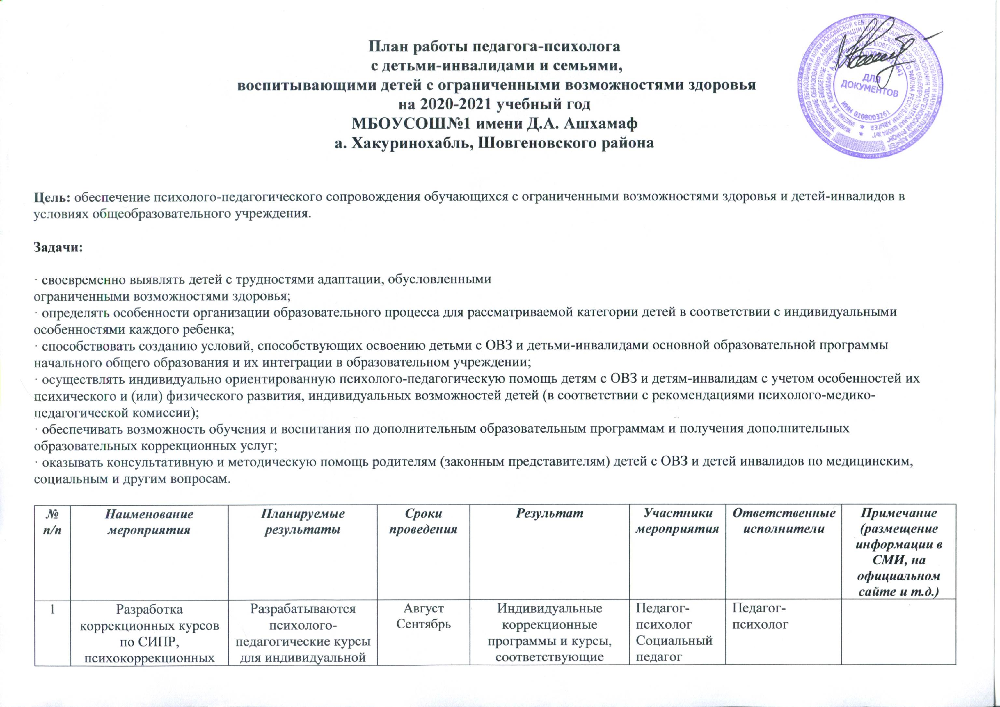 План работы педагога-психолога
с детьми-инвалидами и семьями,
воспитывающими детей с ограниченными возможностями здоровья
на 2020-2021 учебный год
МБОУСОШ№1 имени Д.А. Ашхамаф
а. Хакуринохабль, Шовгеновского района
ДЛЯ
ДОКУМЕНТОВ
ИНН 0108003261
Цель: обеспечение психолого-педагогического сопровождения обучающихся с ограниченными возможностями здоровья и детей-инвалидов в
условиях общеобразовательного учреждения.
Задачи:
· своевременно выявлять детей с трудностями адаптации, обусловленными
ограниченными возможностями здоровья;
· определять особенности организации образовательного процесса для рассматриваемой категории детей в соответствии с индивидуальными
особенностями каждого ребенка;
· способствовать созданию условий, способствующих освоению детьми с ОВЗ и детьми-инвалидами основной образовательной программы
начального общего образования и их интеграции в образовательном учреждении;
· осуществлять индивидуально ориентированную психолого-педагогическую помощь детям с ОВЗ и детям-инвалидам с учетом особенностей их
психического и (или) физического развития, индивидуальных возможностей детей (в соответствии с рекомендациями психолого-медико-
педагогической комиссии);
· обеспечивать возможность обучения и воспитания по дополнительным образовательным программам и получения дополнительных
образовательных коррекционных услуг;
· оказывать консультативную и методическую помощь родителям (законным представителям) детей с ОВЗ и детей инвалидов по медицинским,
социальным и другим вопросам.
№
п/п
Наименование
мероприятия
Планируемые
результаты
Сроки
проведения
Результат
Участники
мероприятия
Ответственные
исполнители
Примечание
(размещение
информации в
СМИ, на
официальном
сайте и т.д.)
1
Разработка
коррекционных курсов
по СИПР,
психокоррекционных
Разрабатываются
психолого-
педагогические курсы
для индивидуальной
Август
Сентябрь
Индивидуальные
коррекционные
программы и курсы,
соответствующие
Педагог-
психолог
Социальный
педагог
Педагог-
психолог